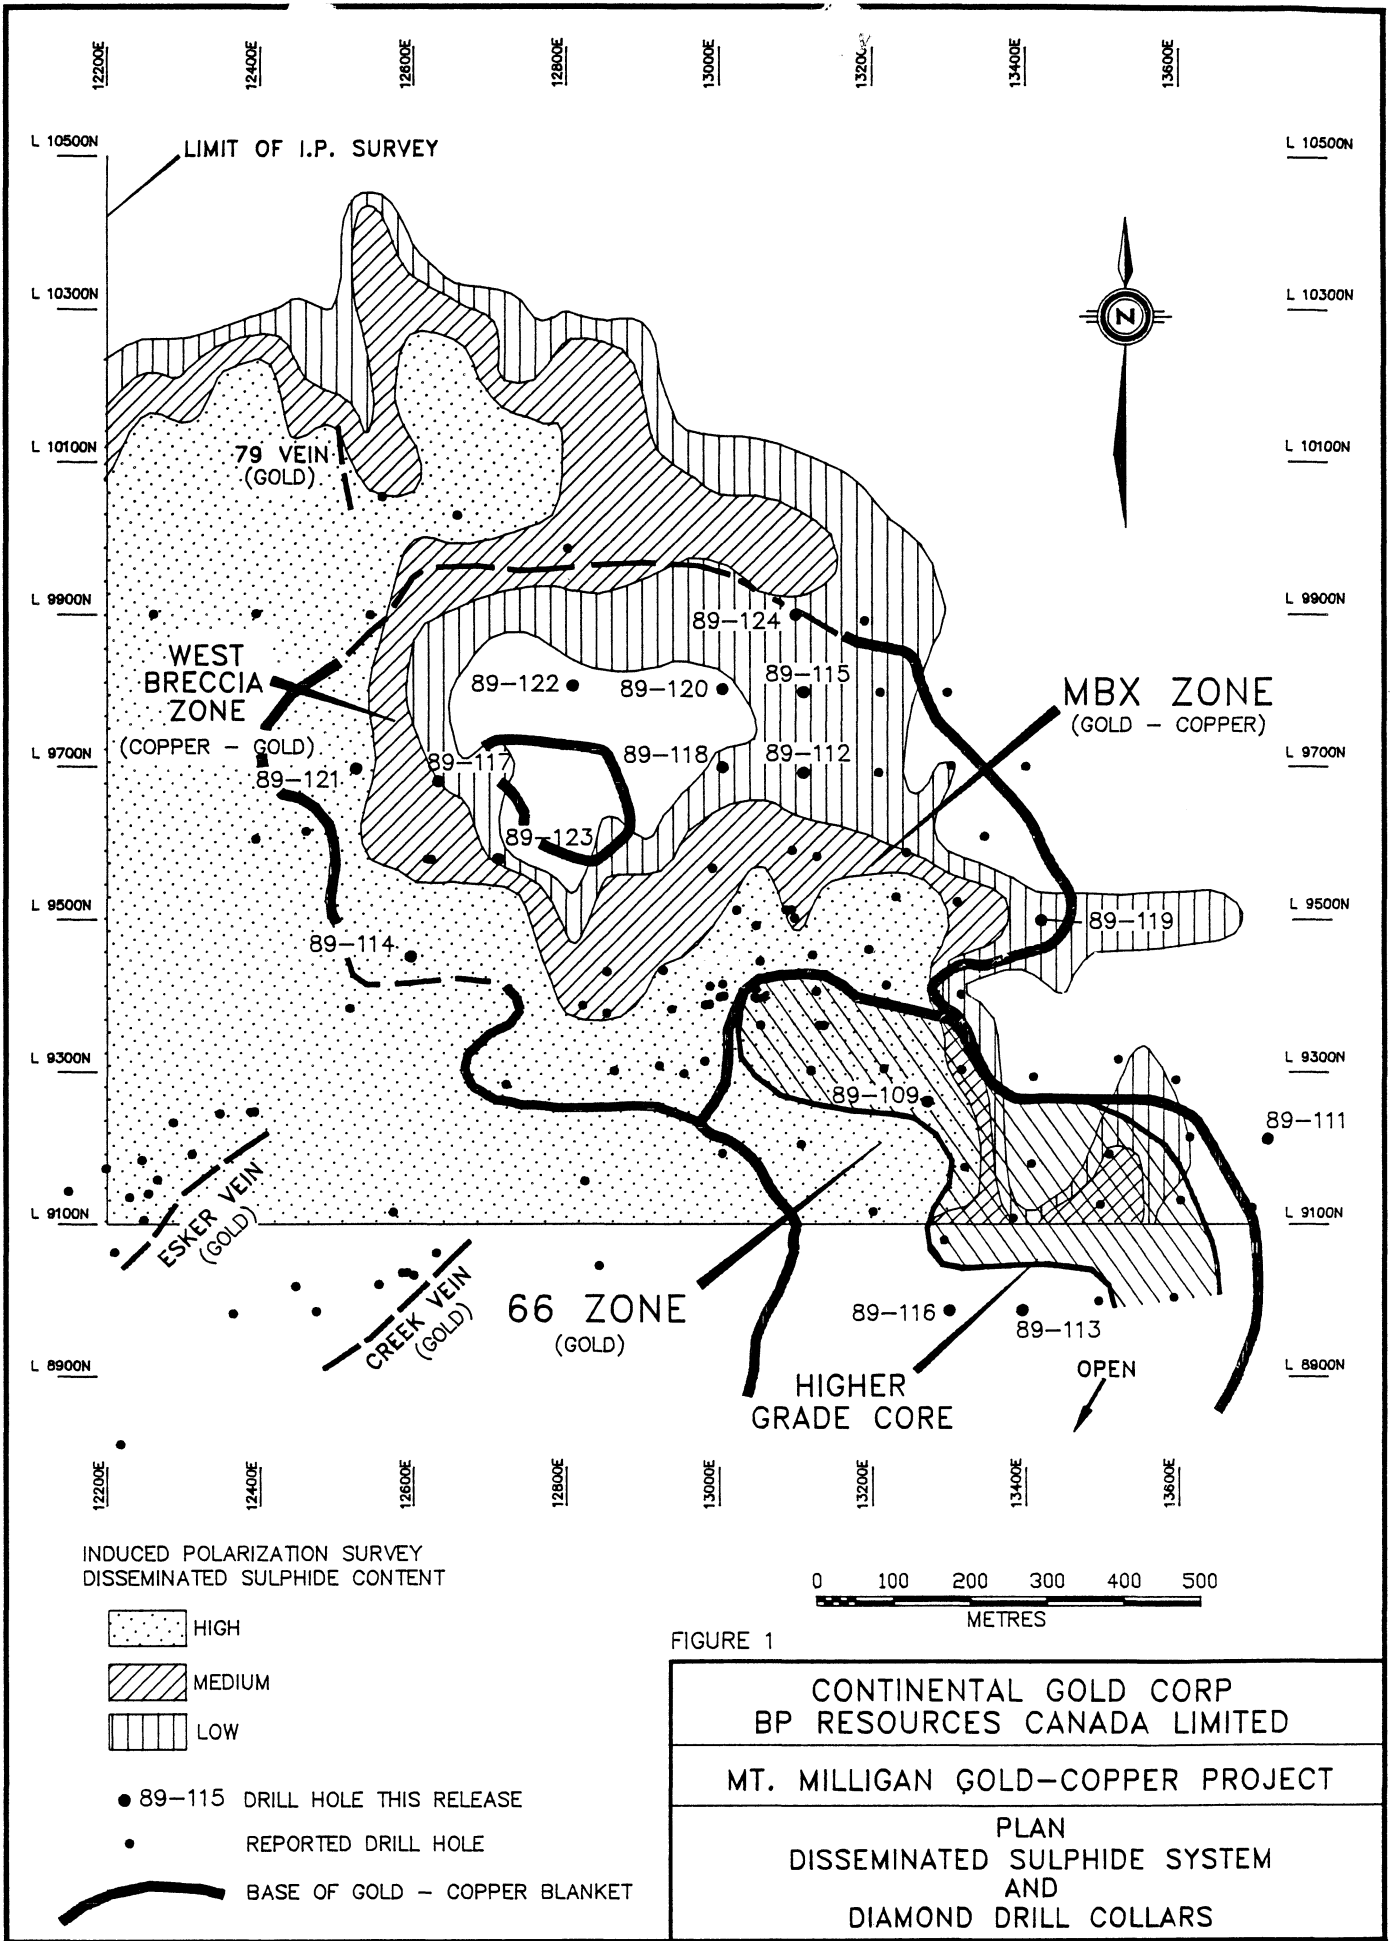 12200E
12400E
12600E
12800E
13000E
13200E
13400E
13600E
L 10500N
L 10500N
LIMIT OF I.P. SURVEY
L 10300N
L 10300N
N
L 10100N
L 10100N
79 VEIN
(GOLD)
L 9900N
L 9900N
89-124
WEST
BRECCIA
ZONE
(COPPER - GOLD)
89-122
89-120
89-115
MBX ZONE
(GOLD - COPPER)
L 9700N
L 9700N
89-121
89-117
89-118
89-112
89-123
L 9500N
L 9500N
89-119
89-114
L 9300N
L 9300N
89-109
89-111
L 9100N
L 9100N
ESKER VEIN
(GOLD)
CREEK VEIN
(GOLD)
66 ZONE
(GOLD)
89-116
89-113
L 8900N
L 8900N
OPEN
HIGHER
GRADE CORE
12200E
12400E
12600E
12800E
13000E
13200E
13400E
13600E
INDUCED POLARIZATION SURVEY
DISSEMINATED SULPHIDE CONTENT
HIGH
MEDIUM
LOW
89-115 DRILL HOLE THIS RELEASE
REPORTED DRILL HOLE
BASE OF GOLD - COPPER BLANKET
0 100 200 300 400 500
METRES
FIGURE 1
CONTINENTAL GOLD CORP
BP RESOURCES CANADA LIMITED
MT. MILLIGAN GOLD-COPPER PROJECT
PLAN
DISSEMINATED SULPHIDE SYSTEM
AND
DIAMOND DRILL COLLARS